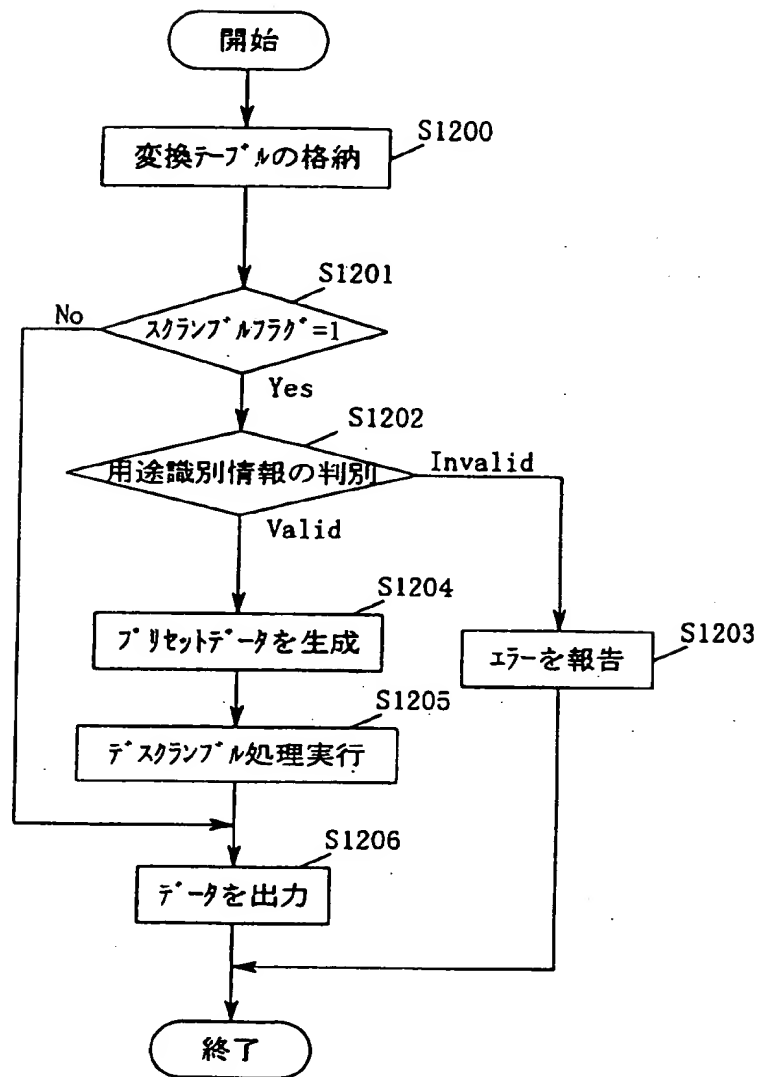 開始
S1200
変換ﾃｰﾌﾞﾙの格納
S1201
No
ｽｸﾗﾝﾌﾞﾙﾌﾗｸﾞ=1
Yes
S1202
用途識別情報の判別
Invalid
Valid
S1204
ﾌﾟﾘｾｯﾄﾃﾞｰﾀを生成
S1203
ｴﾗｰを報告
S1205
ﾃﾞｽｸﾗﾝﾌﾞﾙ処理実行
S1206
ﾃﾞｰﾀを出力
終了